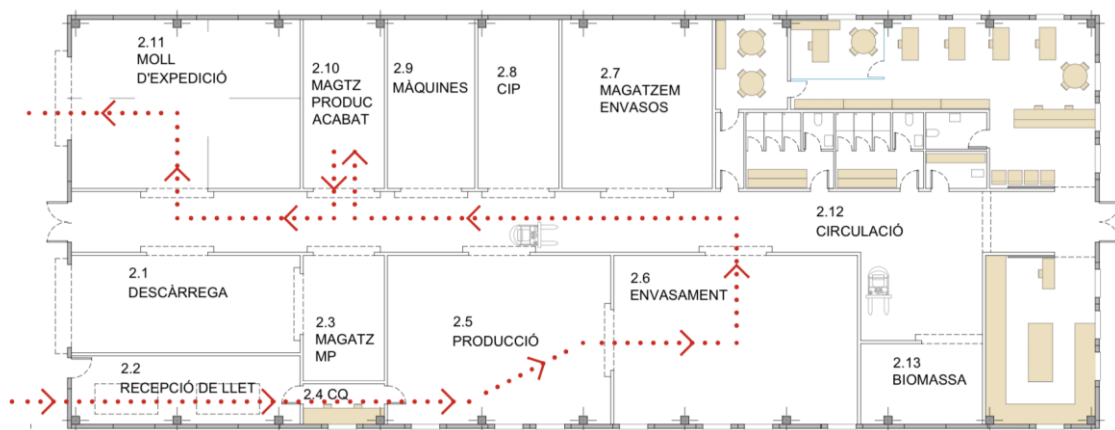 2.11
MOLL
D'EXPEDICIÓ
2.10
MAGTZ
PRODUC
ACABAT
2.9
MÀQUINES
2.8
CIP
2.7
MAGATZEM
ENVASOS
2.12
CIRCULACIÓ
2.1
DESCÀRREGA
2.3
MAGATZ
MP
2.5
PRODUCCIÓ
2.6
ENVASAMENT
2.2
RECEPCIÓ DE LLET
2.4 CQ
2.13
BIOMASSA